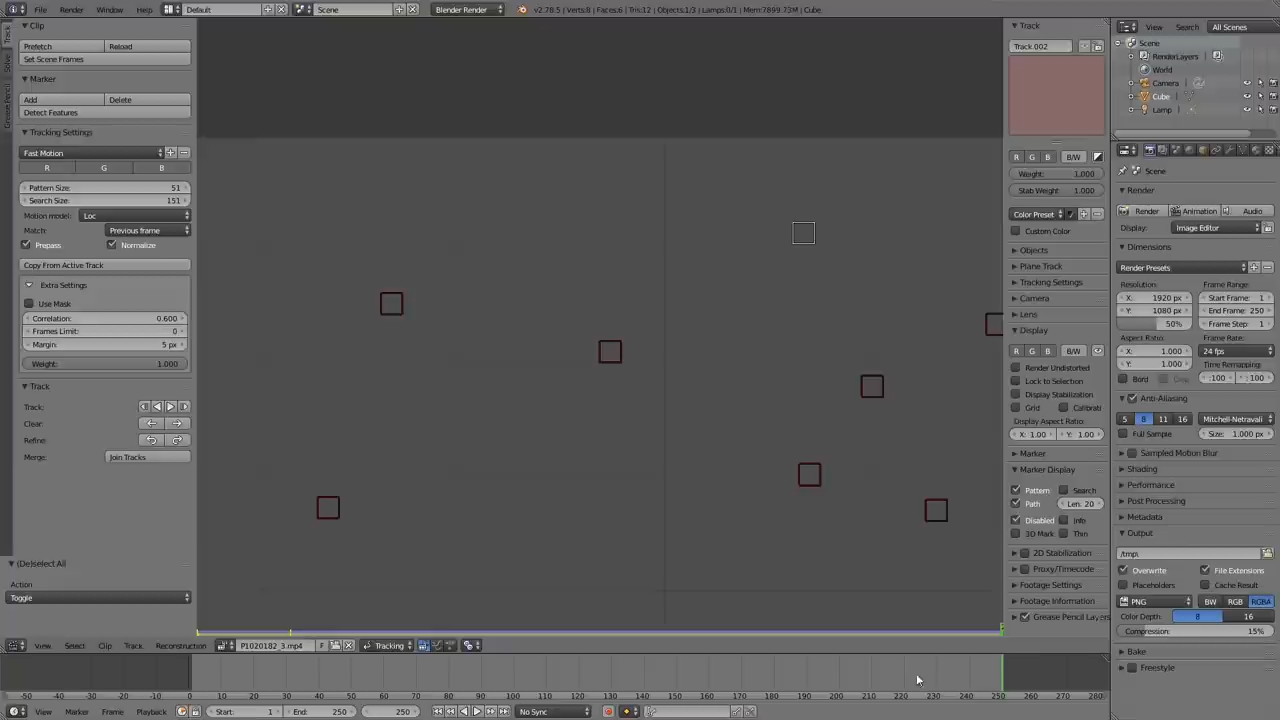 File Render Window Help Default Scene Blender Render v2.78.5 | Verts:8 | Faces:6 | Tris:12 | Objects:1/3 | Lamps:0/1 | Mem:7899.73M | Cube
View Search All Scenes
Track
Solve
Grease Pencil
Clip
Prefetch Reload
Set Scene Frames
Marker
Add Delete
Detect Features
Tracking Settings
Fast Motion
R G B
Pattern Size: 51
Search Size: 151
Motion model: Loc
Match: Previous frame
Prepass Normalize
Copy From Active Track
Extra Settings
Use Mask
Correlation: 0.600
Frames Limit: 0
Margin: 5 px
Weight: 1.000
Track
Track:
Clear:
Refine:
Merge: Join Tracks
(De)select All
Action
Toggle
Track
Track.002
R G B B/W
Weight: 1.000
Stab Weight: 1.000
Color Preset
Custom Color
Objects
Plane Track
Tracking Settings
Camera
Lens
Display
R G B B/W
Render Undistorted
Lock to Selection
Display Stabilization
Grid Calibrati
Display Aspect Ratio:
X: 1.00 Y: 1.00
Marker
Marker Display
Pattern Search
Path Len: 20
Disabled Info
3D Mark Thin
2D Stabilization
Proxy/Timecode
Footage Settings
Footage Information
Grease Pencil Layers
Scene
RenderLayers
World
Camera
Cube
Lamp
Scene
Render
Render Animation Audio
Display: Image Editor
Dimensions
Render Presets
Resolution: Frame Range:
X: 1920 px Start Frame: 1
Y: 1080 px End Frame: 250
50% Frame Step: 1
Aspect Ratio: Frame Rate:
X: 1.000 24 fps
Y: 1.000 Time Remapping:
Bord Crop :100 :100
Anti-Aliasing
5 8 11 16 Mitchell-Netravali
Full Sample Size: 1.000 px
Sampled Motion Blur
Shading
Performance
Post Processing
Metadata
Output
/tmp\
Overwrite File Extensions
Placeholders Cache Result
PNG BW RGB RGBA
Color Depth: 8 16
Compression: 15%
Bake
Freestyle
View Select Clip Track Reconstruction P1020182_3.mp4 F Tracking
-50 -40 -30 -20 -10 0 10 20 30 40 50 60 70 80 90 100 110 120 130 140 150 160 170 180 190 200 210 220 230 240 250 260 270 280
View Marker Frame Playback Start: 1 End: 250 250 No Sync